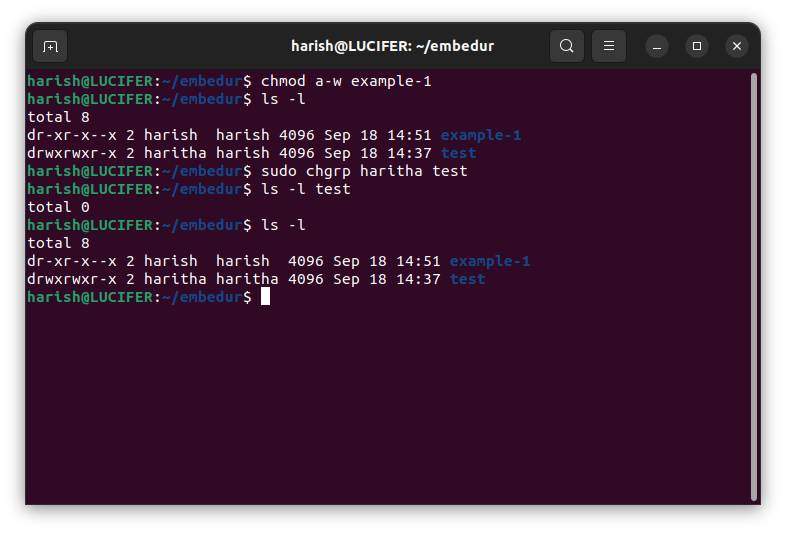 harish@LUCIFER: ~/embedur
harish@LUCIFER:~/embedur$ chmod a-w example-1
harish@LUCIFER:~/embedur$ ls -l
total 8
dr-xr-x--x 2 harish  harish 4096 Sep 18 14:51 example-1
drwxrwxr-x 2 haritha harish 4096 Sep 18 14:37 test
harish@LUCIFER:~/embedur$ sudo chgrp haritha test
harish@LUCIFER:~/embedur$ ls -l test
total 0
harish@LUCIFER:~/embedur$ ls -l
total 8
dr-xr-x--x 2 harish  harish  4096 Sep 18 14:51 example-1
drwxrwxr-x 2 haritha haritha 4096 Sep 18 14:37 test
harish@LUCIFER:~/embedur$